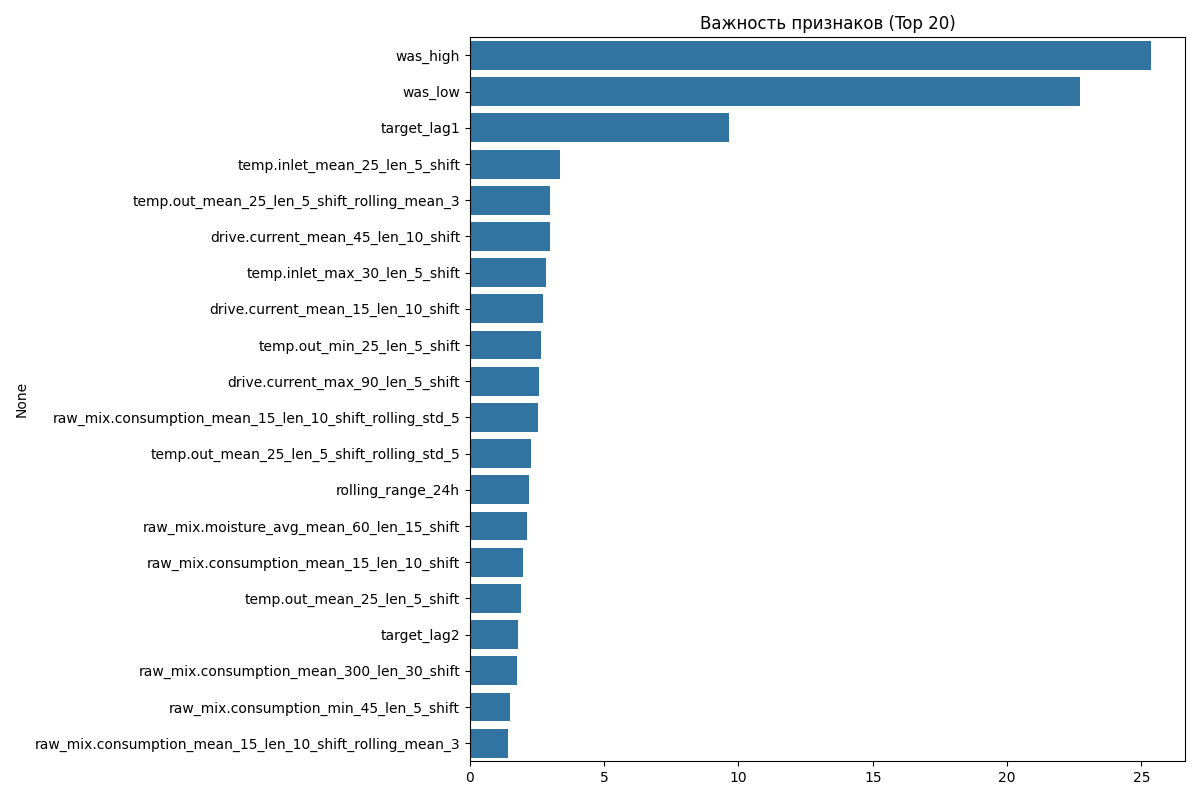 Важность признаков (Top 20)
was_high
was_low
target_lag1
temp.inlet_mean_25_len_5_shift
temp.out_mean_25_len_5_shift_rolling_mean_3
drive.current_mean_45_len_10_shift
temp.inlet_max_30_len_5_shift
drive.current_mean_15_len_10_shift
temp.out_min_25_len_5_shift
drive.current_max_90_len_5_shift
raw_mix.consumption_mean_15_len_10_shift_rolling_std_5
temp.out_mean_25_len_5_shift_rolling_std_5
rolling_range_24h
raw_mix.moisture_avg_mean_60_len_15_shift
raw_mix.consumption_mean_15_len_10_shift
temp.out_mean_25_len_5_shift
target_lag2
raw_mix.consumption_mean_300_len_30_shift
raw_mix.consumption_min_45_len_5_shift
raw_mix.consumption_mean_15_len_10_shift_rolling_mean_3
None
0 5 10 15 20 25